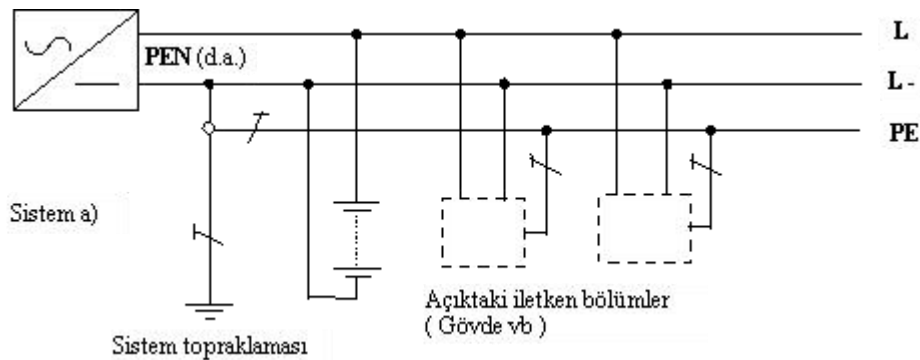 L
PEN (d.a.)
L -
PE
Sistem a)
Açıktaki iletken bölümler
( Gövde vb )
Sistem topraklaması